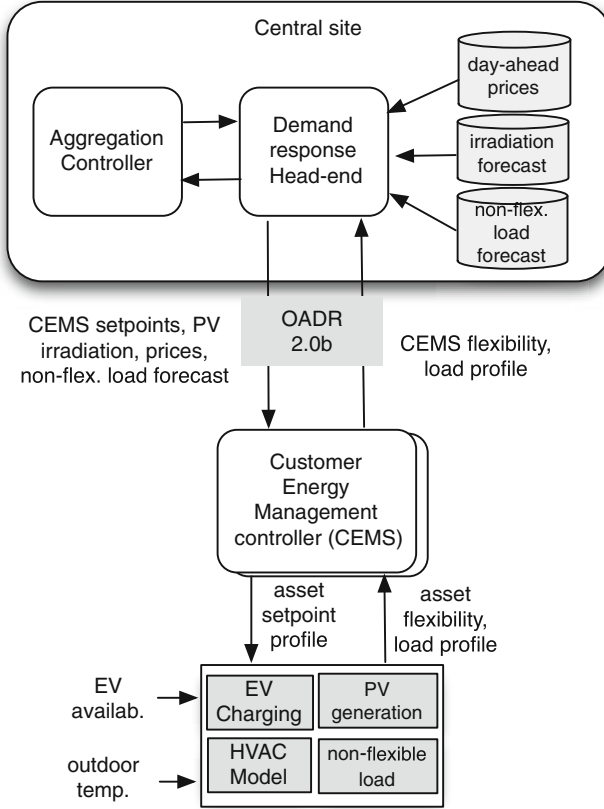 Central site
Aggregation
Controller
Demand
response
Head-end
day-ahead
prices
irradiation
forecast
non-flex.
load
forecast
CEMS setpoints, PV
irradiation, prices,
non-flex. load forecast
OADR
2.0b
CEMS flexibility,
load profile
Customer
Energy
Management
controller (CEMS)
asset
setpoint
profile
asset
flexibility,
load profile
EV
availab.
EV
Charging
PV
generation
outdoor
temp.
HVAC
Model
non-flexible
load